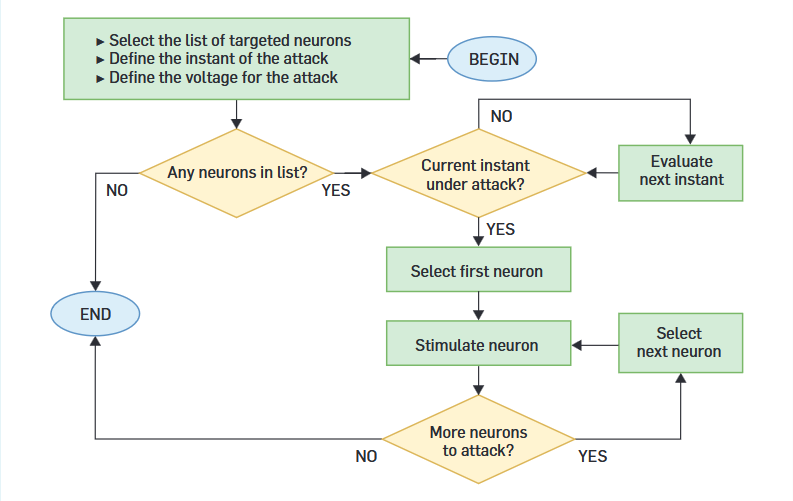 ▸ Select the list of targeted neurons
▸ Define the instant of the attack
▸ Define the voltage for the attack
BEGIN
NO
Any neurons in list?
YES
NO
Current instant
under attack?
Evaluate
next instant
YES
Select first neuron
END
Stimulate neuron
Select
next neuron
More neurons
to attack?
NO
YES